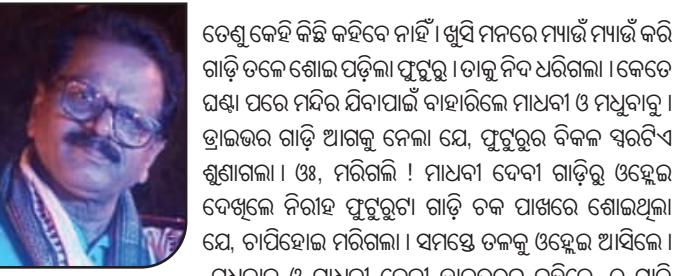 ତେଣୁ କେହି କିଛି କହିବେ ନାହିଁ । ଖୁସି ମନରେ ମ୍ୟାଉଁ ମ୍ୟାଉଁ କରି
ଗାଡ଼ି ତଳେ ଶୋଇ ପଡ଼ିଲା ଫୁଟୁରୁ । ତାକୁ ନିଦ ଧରିଗଲା । କେତେ
ଘଣ୍ଟା ପରେ ମନ୍ଦିର ଯିବାପାଇଁ ବାହାରିଲେ ମାଧବୀ ଓ ମଧୁବାବୁ ।
ଡ୍ରାଇଭର ଗାଡ଼ି ଆଗକୁ ନେଲା ଯେ, ଫୁଟୁରୁର ବିକଳ ସ୍ୱରଟିଏ
ଶୁଣାଗଲା । ଓଃ, ମରିଗଲି ! ମାଧବୀ ଦେବୀ ଗାଡ଼ିରୁ ଓହ୍ଲେଇ
ଦେଖିଲେ ନିରୀହ ଫୁଟୁରୁଟା ଗାଡ଼ି ଚକ ପାଖରେ ଶୋଇଥିଲା
ଯେ, ଚାପିହୋଇ ମରିଗଲା । ସମସ୍ତେ ତଳକୁ ଓହ୍ଲେଇ ଆସିଲେ ।